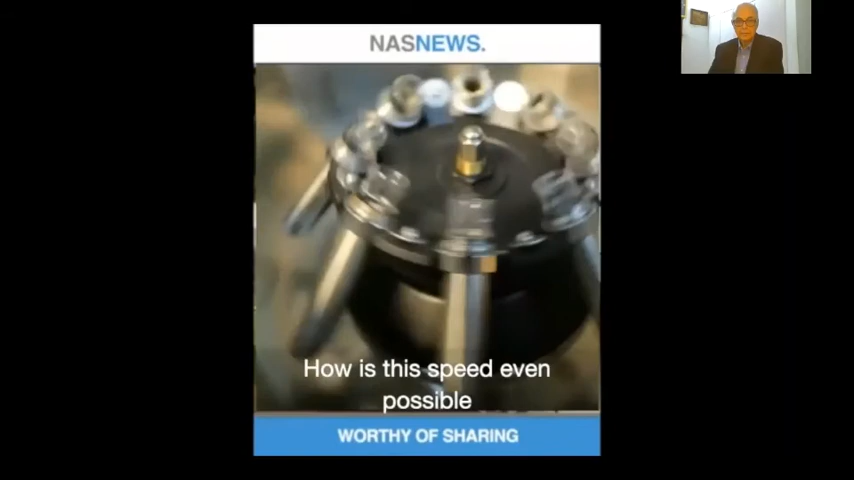 NASNEWS.
How is this speed even
possible
WORTHY OF SHARING